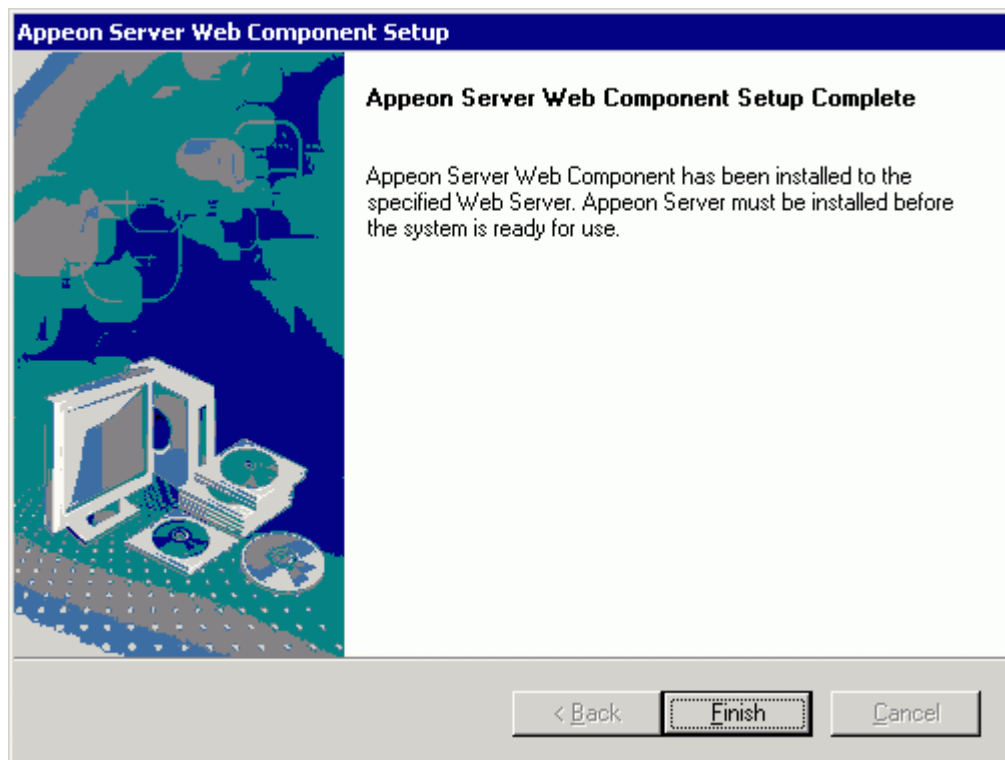 Appeon Server Web Component Setup
Appeon Server Web Component Setup Complete
Appeon Server Web Component has been installed to the
specified Web Server. Appeon Server must be installed before
the system is ready for use.
< Back
Finish
Cancel